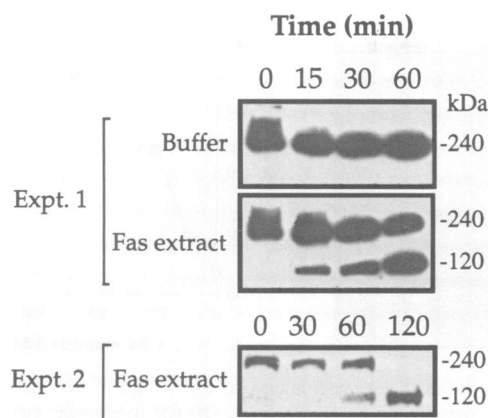 Time (min)
0 15 30 60
kDa
Buffer
-240
Expt. 1
Fas extract
-240
-120
0 30 60 120
Expt. 2
Fas extract
-240
-120